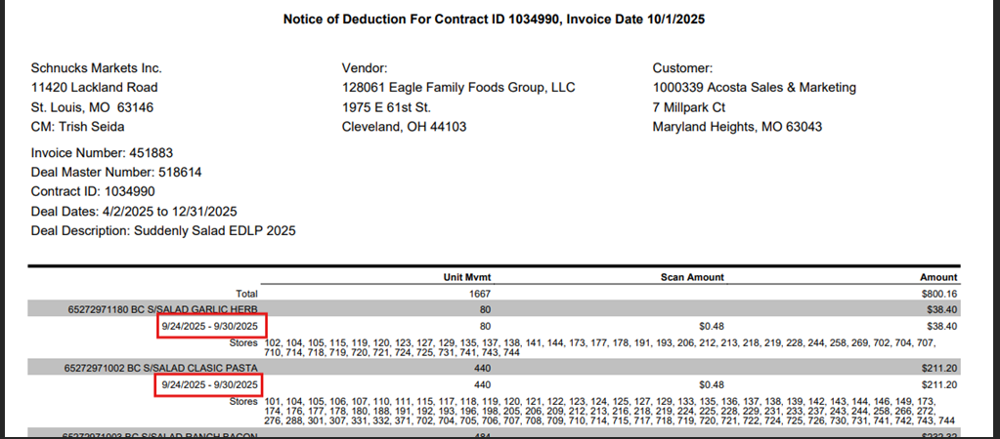 Notice of Deduction For Contract ID 1034990, Invoice Date 10/1/2025
Schnucks Markets Inc.
11420 Lackland Road
St. Louis, MO 63146
CM: Trish Seida
Vendor:
128061 Eagle Family Foods Group, LLC
1975 E 61st St.
Cleveland, OH 44103
Customer:
1000339 Acosta Sales & Marketing
7 Millpark Ct
Maryland Heights, MO 63043
Invoice Number: 451883
Deal Master Number: 518614
Contract ID: 1034990
Deal Dates: 4/2/2025 to 12/31/2025
Deal Description: Suddenly Salad EDLP 2025
Unit Mvmt Scan Amount Amount
Total 1667 $800.16
65272971180 BC S/SALAD GARLIC HERB 80 $38.40
9/24/2025 - 9/30/2025 80 $0.48 $38.40
Stores 102, 104, 105, 115, 119, 120, 123, 127, 129, 135, 137, 138, 141, 144, 173, 177, 178, 191, 193, 206, 212, 213, 218, 219, 228, 244, 258, 269, 702, 704, 707,
710, 714, 718, 719, 720, 721, 724, 725, 731, 741, 743, 744
65272971002 BC S/SALAD CLASIC PASTA 440 $211.20
9/24/2025 - 9/30/2025 440 $0.48 $211.20
Stores 101, 104, 105, 106, 107, 110, 111, 115, 117, 118, 119, 120, 121, 122, 123, 124, 125, 127, 129, 133, 135, 136, 137, 138, 139, 142, 143, 144, 146, 149, 173,
174, 176, 177, 178, 180, 188, 191, 192, 193, 196, 198, 205, 206, 209, 212, 213, 216, 218, 219, 224, 225, 228, 229, 231, 233, 237, 243, 244, 258, 266, 272,
276, 288, 301, 307, 331, 332, 371, 702, 704, 705, 706, 707, 708, 709, 710, 714, 715, 717, 718, 719, 720, 721, 722, 724, 725, 726, 730, 731, 741, 742, 743, 744
65272971003 BC S/SALAD RANCH BACON 484 $232.32